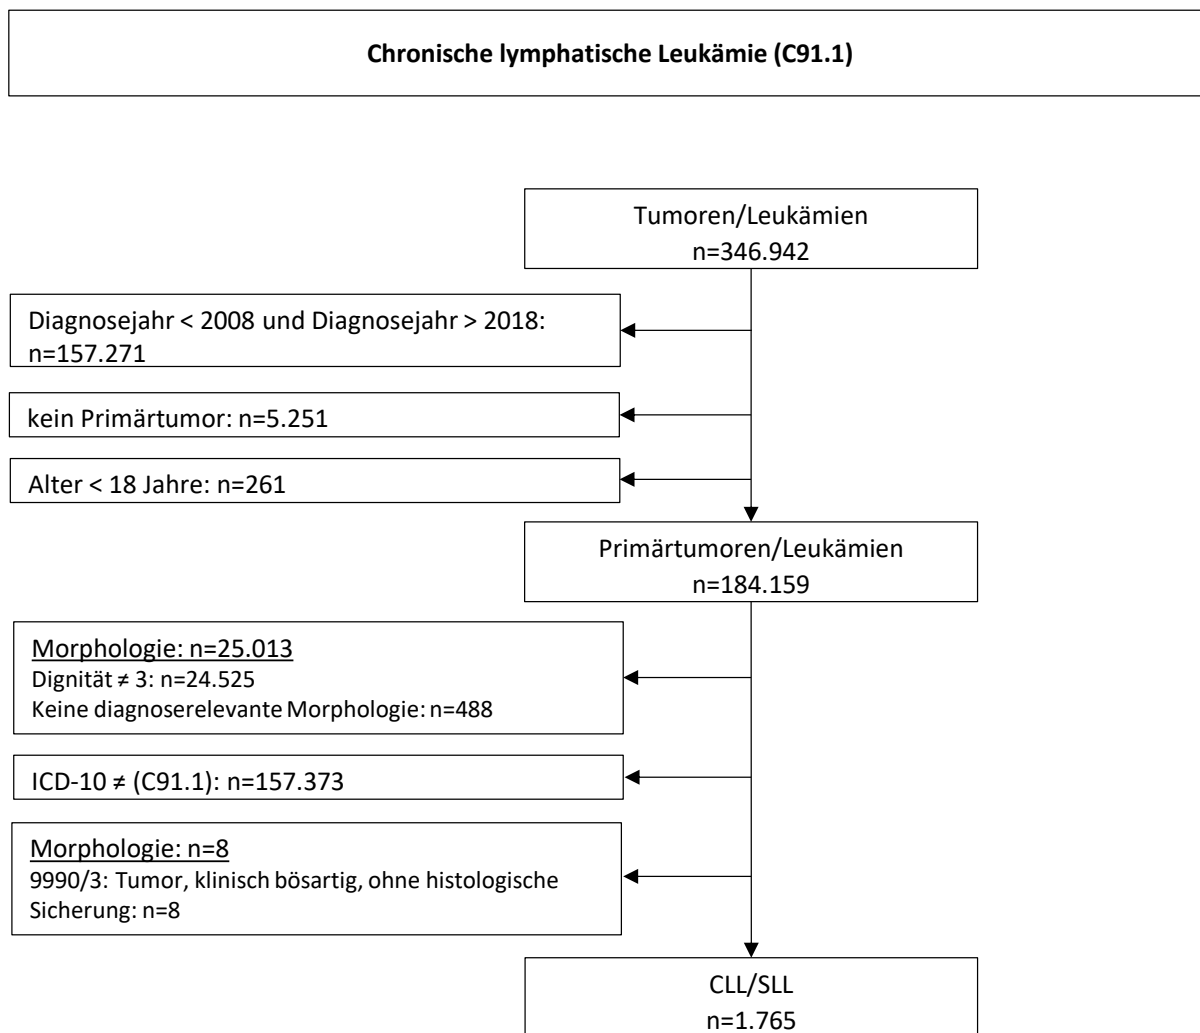 Chronische lymphatische Leukämie (C91.1)
Tumoren/Leukämien
n=346.942
Diagnosejahr < 2008 und Diagnosejahr > 2018:
n=157.271
kein Primärtumor: n=5.251
Alter < 18 Jahre: n=261
Primärtumoren/Leukämien
n=184.159
Morphologie: n=25.013
Dignität ≠ 3: n=24.525
Keine diagnoserelevante Morphologie: n=488
ICD-10 ≠ (C91.1): n=157.373
Morphologie: n=8
9990/3: Tumor, klinisch bösartig, ohne histologische
Sicherung: n=8
CLL/SLL
n=1.765